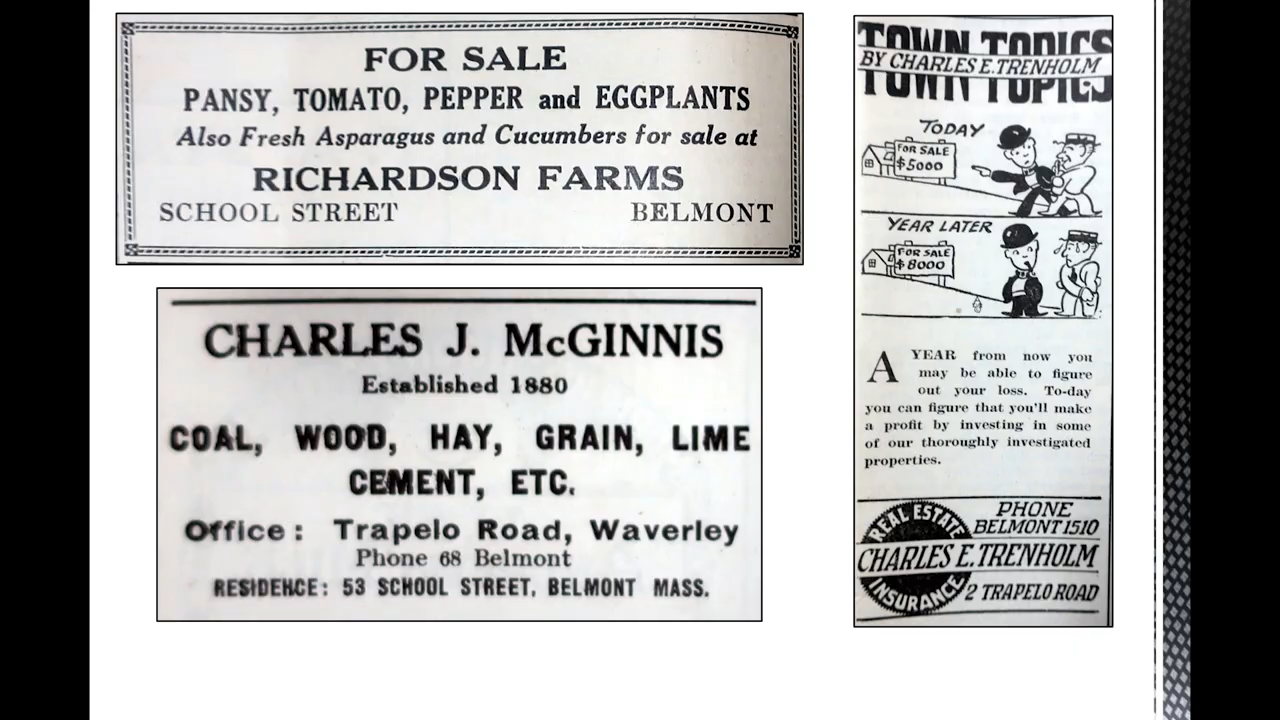 FOR SALE
PANSY, TOMATO, PEPPER and EGGPLANTS
Also Fresh Asparagus and Cucumbers for sale at
RICHARDSON FARMS
SCHOOL STREET BELMONT
CHARLES J. McGINNIS
Established 1880
COAL, WOOD, HAY, GRAIN, LIME
CEMENT, ETC.
Office: Trapelo Road, Waverley
Phone 68 Belmont
RESIDENCE: 53 SCHOOL STREET, BELMONT MASS.
TOWN TOPICS
BY CHARLES E. TRENHOLM
TOWN TOPICS
TODAY
FOR SALE
$5000
YEAR LATER
FOR SALE
$8000
A YEAR from now you
may be able to figure
out your loss. To-day
you can figure that you'll make
a profit by investing in some
of our thoroughly investigated
properties.
REAL ESTATE
PHONE
BELMONT 1510
CHARLES E. TRENHOLM
INSURANCE
2 TRAPELO ROAD